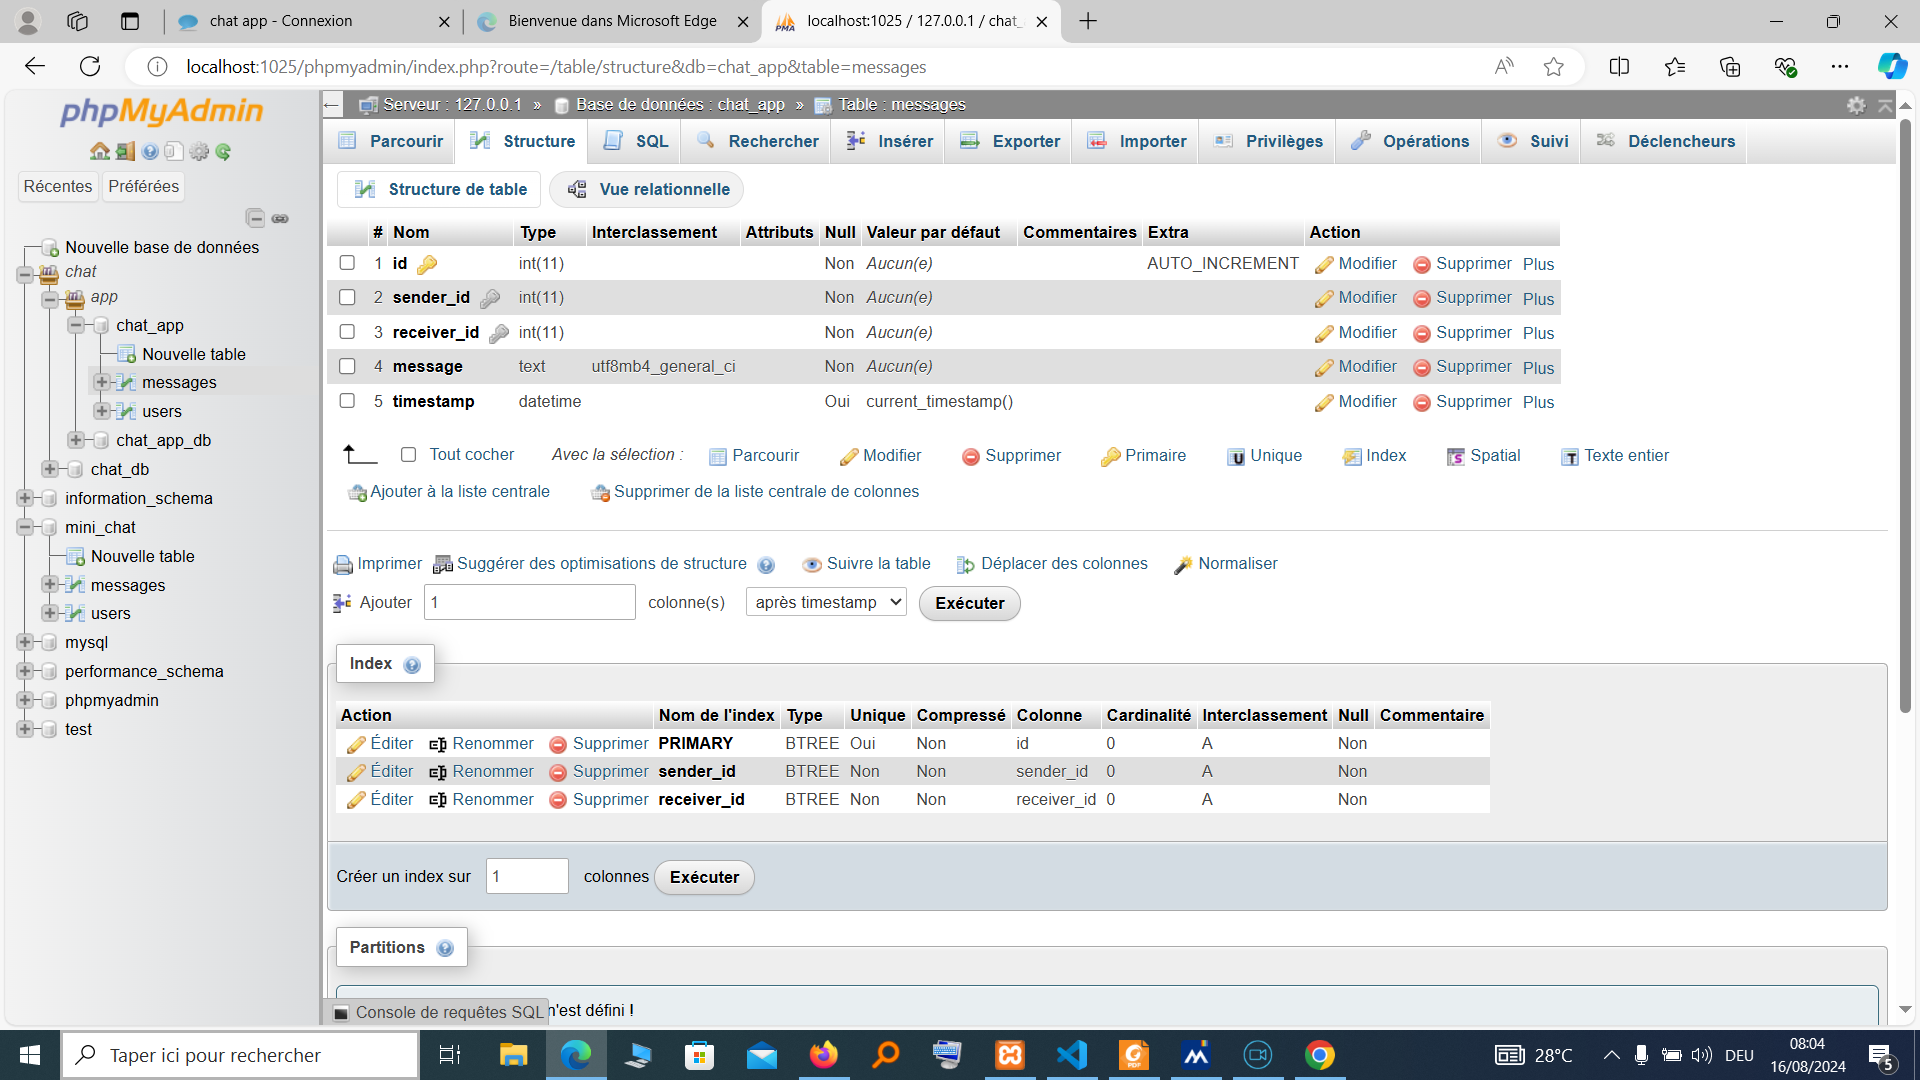 chat app - Connexion
Bienvenue dans Microsoft Edge
localhost:1025 / 127.0.0.1 / chat_
localhost:1025/phpmyadmin/index.php?route=/table/structure&db=chat_app&table=messages
phpMyAdmin
Récentes Préférées
Nouvelle base de données
chat
app
chat_app
Nouvelle table
messages
users
chat_app_db
chat_db
information_schema
mini_chat
Nouvelle table
messages
users
mysql
performance_schema
phpmyadmin
test
Serveur : 127.0.0.1 » Base de données : chat_app » Table : messages
Parcourir Structure SQL Rechercher Insérer Exporter Importer Privilèges Opérations Suivi Déclencheurs
Structure de table Vue relationnelle
# Nom Type Interclassement Attributs Null Valeur par défaut Commentaires Extra Action
1 id int(11) Non Aucun(e) AUTO_INCREMENT Modifier Supprimer Plus
2 sender_id int(11) Non Aucun(e) Modifier Supprimer Plus
3 receiver_id int(11) Non Aucun(e) Modifier Supprimer Plus
4 message text utf8mb4_general_ci Non Aucun(e) Modifier Supprimer Plus
5 timestamp datetime Oui current_timestamp() Modifier Supprimer Plus
Tout cocher Avec la sélection : Parcourir Modifier Supprimer Primaire Unique Index Spatial Texte entier
Ajouter à la liste centrale Supprimer de la liste centrale de colonnes
Imprimer Suggérer des optimisations de structure Suivre la table Déplacer des colonnes Normaliser
Ajouter 1 colonne(s) après timestamp Exécuter
Index
Action Nom de l'index Type Unique Compressé Colonne Cardinalité Interclassement Null Commentaire
Éditer Renommer Supprimer PRIMARY BTREE Oui Non id 0 A Non
Éditer Renommer Supprimer sender_id BTREE Non Non sender_id 0 A Non
Éditer Renommer Supprimer receiver_id BTREE Non Non receiver_id 0 A Non
Créer un index sur 1 colonnes Exécuter
Partitions
Console de requêtes SQL n'est défini !
Taper ici pour rechercher
28°C
DEU
08:04
16/08/2024
5